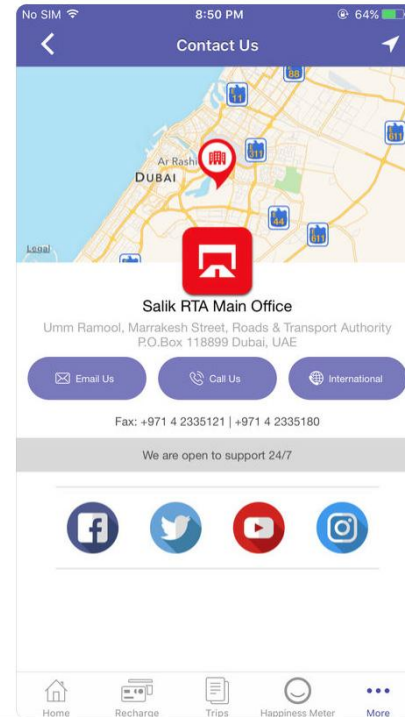 No SIM 8:50 PM 64%
Contact Us
88
11
611
Ar Rashi
311
DUBAI
44
611
Legal
Salik RTA Main Office
Umm Ramool, Marrakesh Street, Roads & Transport Authority
P.O.Box 118899 Dubai, UAE
Email Us Call Us International
Fax: +971 4 2335121 | +971 4 2335180
We are open to support 24/7
Home Recharge Trips Happiness Meter More